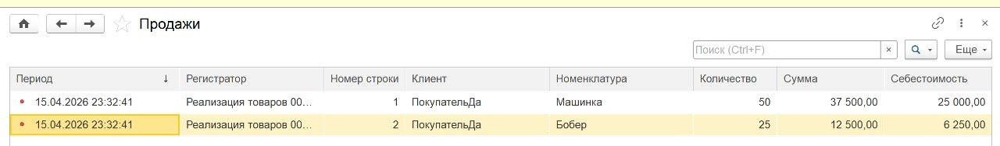 Продажи
Поиск (Ctrl+F) × Еще
Период ↓ Регистратор Номер строки Клиент Номенклатура Количество Сумма Себестоимость
15.04.2026 23:32:41 Реализация товаров 00... 1 ПокупательДа Машинка 50 37 500,00 25 000,00
15.04.2026 23:32:41 Реализация товаров 00... 2 ПокупательДа Бобер 25 12 500,00 6 250,00